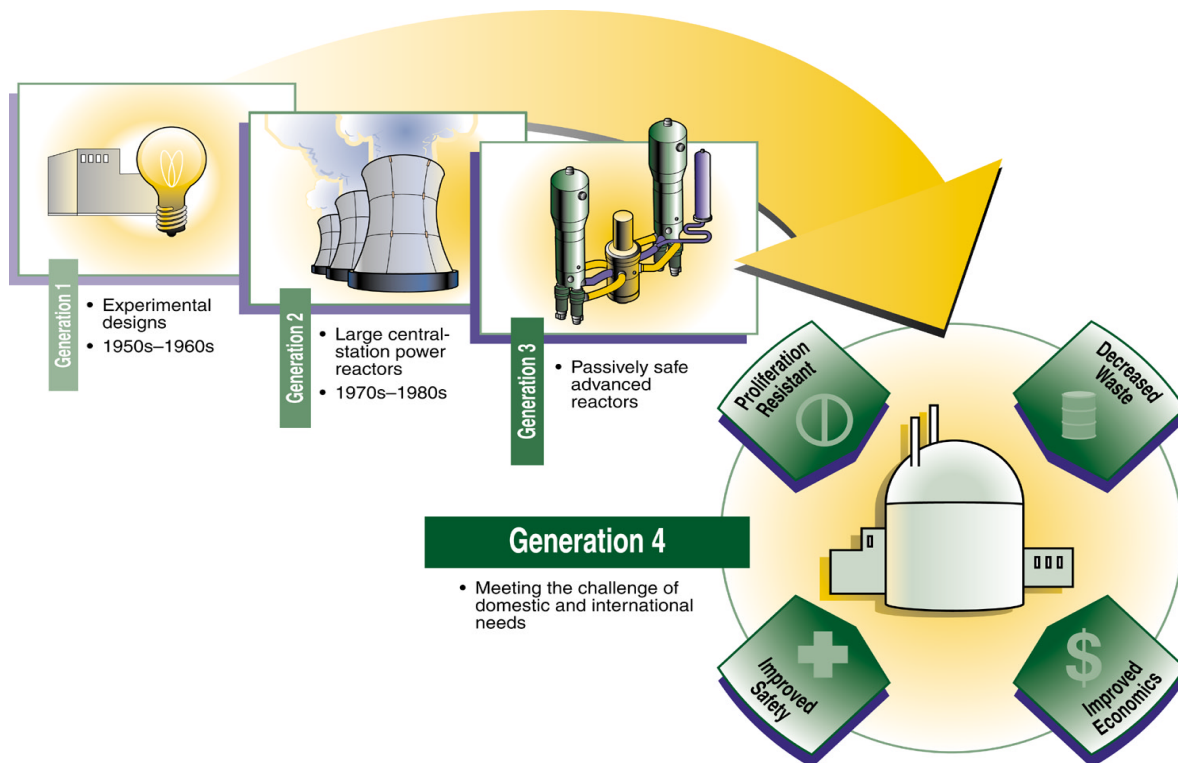 Generation 1
• Experimental
designs
• 1950s–1960s
Generation 2
• Large central-
station power
reactors
• 1970s–1980s
Generation 3
• Passively safe
advanced
reactors
Generation 4
• Meeting the challenge of
domestic and international
needs
Proliferation
Resistant
Decreased
Waste
Improved
Safety
$
Improved
Economics